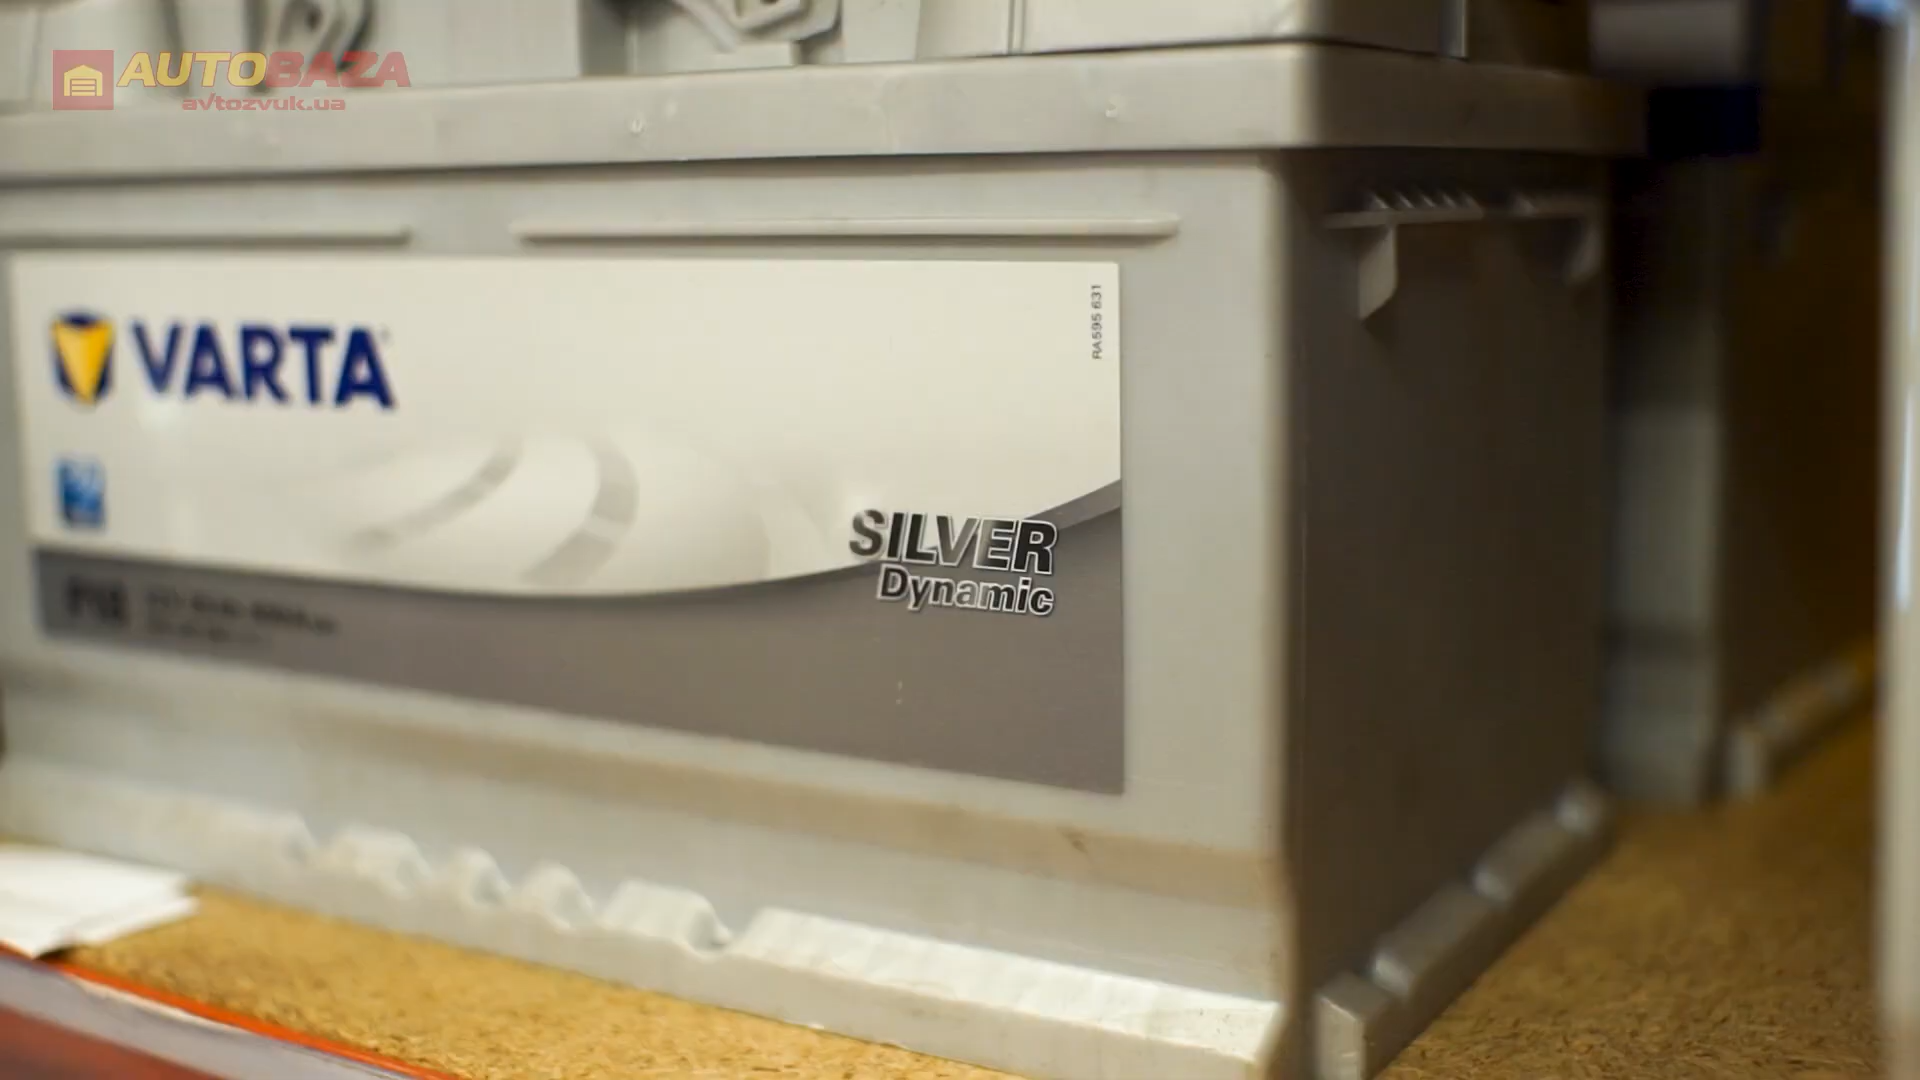 AUTOBAZA
avtozvuk.ua
VARTA
RA595 631
SILVER
Dynamic